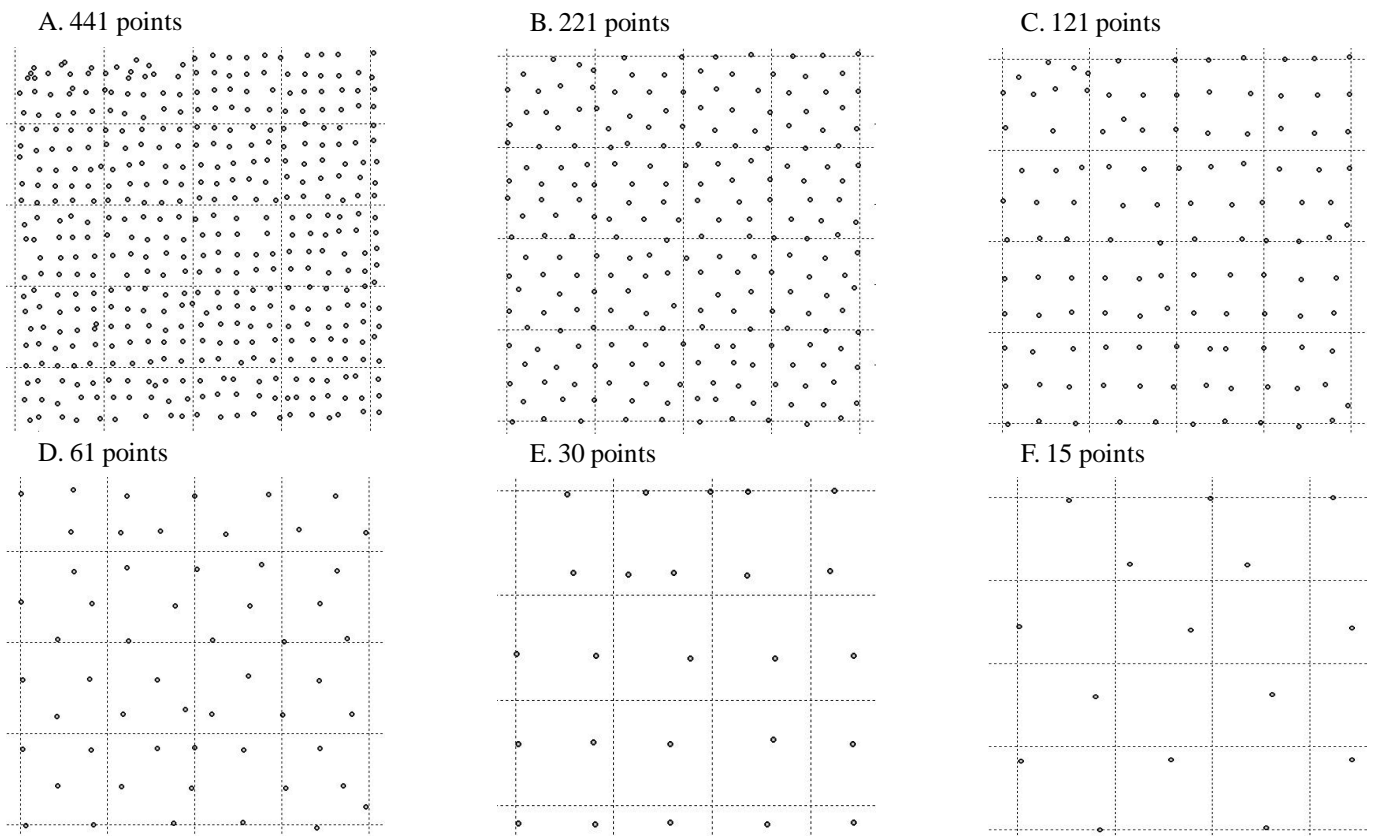 A. 441 points
B. 221 points
C. 121 points
D. 61 points
E. 30 points
F. 15 points